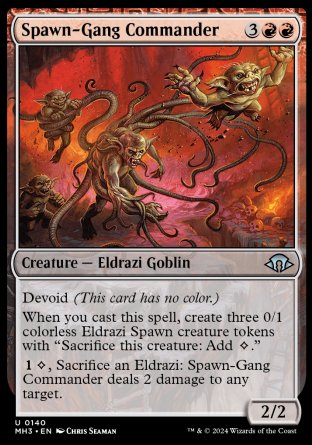 Spawn-Gang Commander 3
Creature — Eldrazi Goblin
Devoid (This card has no color.)
When you cast this spell, create three 0/1
colorless Eldrazi Spawn creature tokens
with “Sacrifice this creature: Add ◇.”
1 ◇, Sacrifice an Eldrazi: Spawn-Gang
Commander deals 2 damage to any
target.
2/2
U 0140
MH3 • EN Chris Seaman
™ & © 2024 Wizards of the Coast